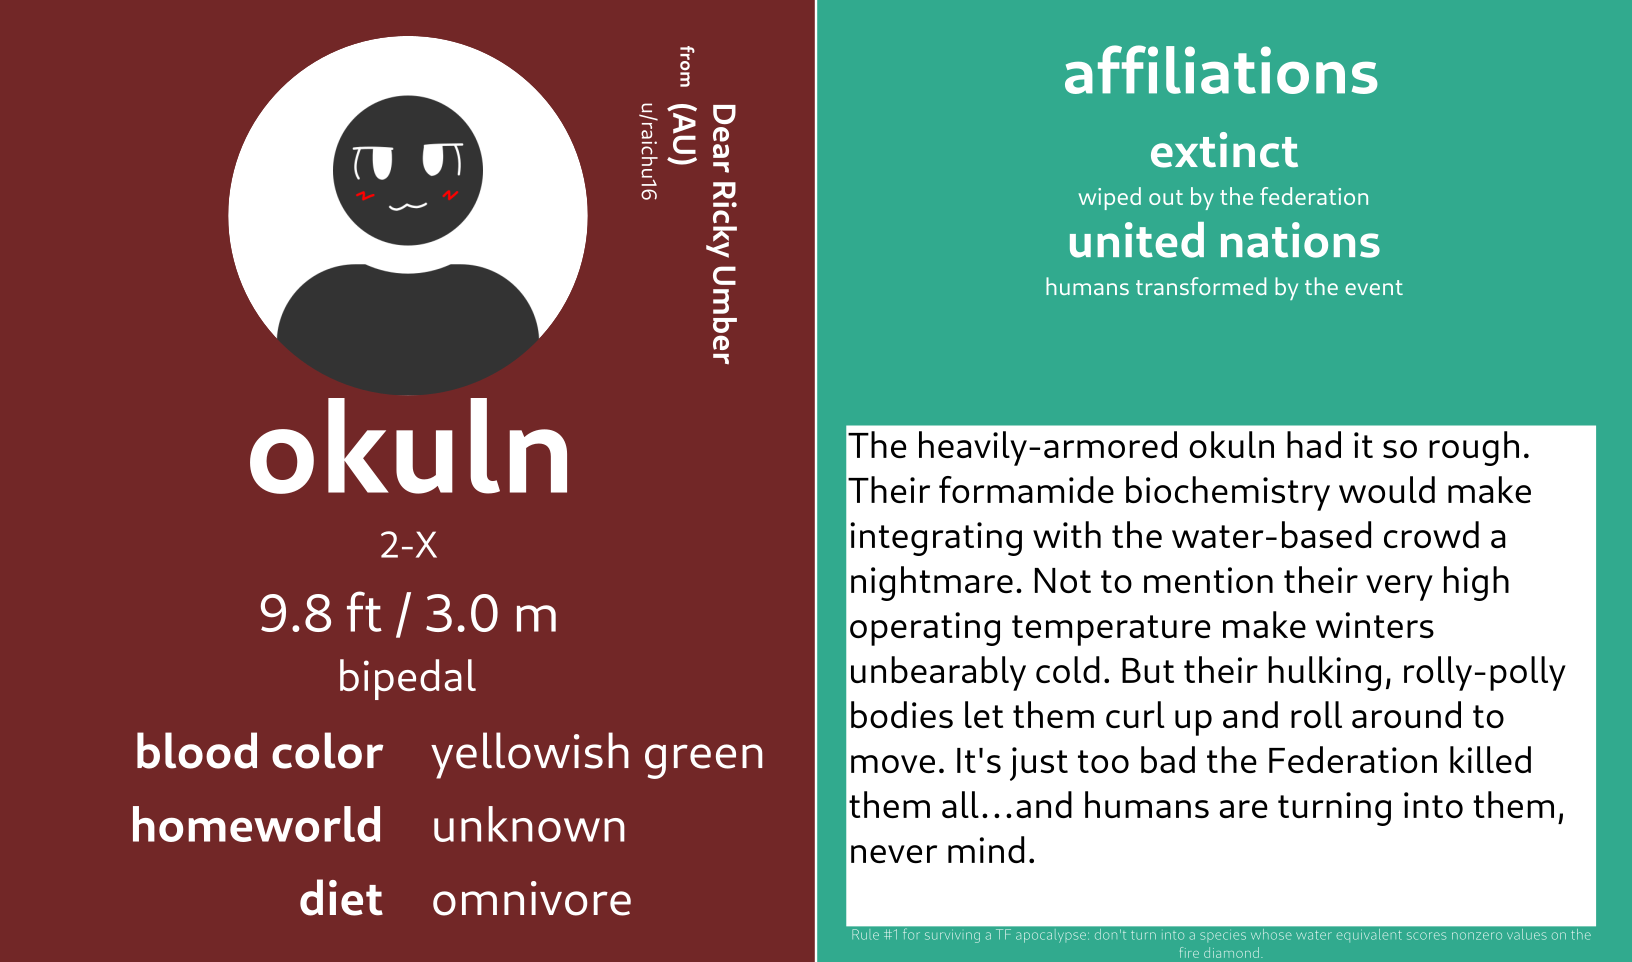 from
Dear Ricky Umber
(AU)
u/raichu16
okuln
2-X
9.8 ft / 3.0 m
bipedal
blood color yellowish green
homeworld unknown
diet omnivore
affiliations
extinct
wiped out by the federation
united nations
humans transformed by the event
The heavily-armored okuln had it so rough.
Their formamide biochemistry would make
integrating with the water-based crowd a
nightmare. Not to mention their very high
operating temperature make winters
unbearably cold. But their hulking, rolly-polly
bodies let them curl up and roll around to
move. It's just too bad the Federation killed
them all...and humans are turning into them,
never mind.
Rule #1 for surviving a TF apocalypse: don't turn into a species whose water equivalent scores nonzero values on the
fire diamond.